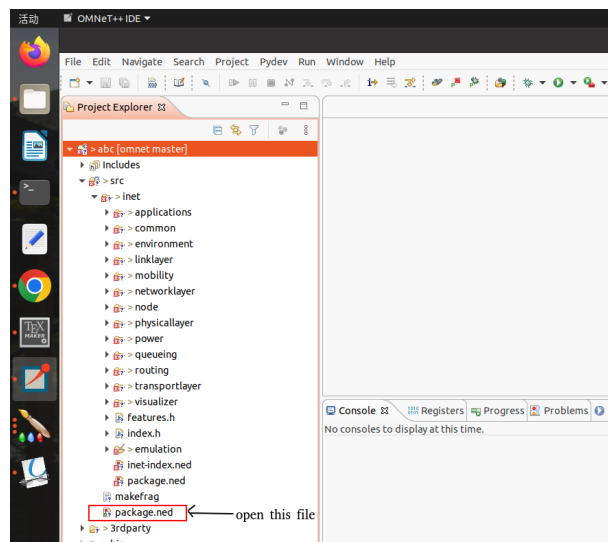 活动
OMNeT++ IDE
File Edit Navigate Search Project Pydev Run Window Help
Project Explorer
> abc [omnet master]
Includes
> src
> inet
> applications
> common
> environment
> linklayer
> mobility
> networklayer
> node
> physicallayer
> power
> queueing
> routing
> transportlayer
> visualizer
features.h
index.h
> emulation
inet-index.ned
package.ned
makefrag
package.ned
open this file
> 3rdparty
Console Registers Progress Problems
No consoles to display at this time.
TEX
MAKER